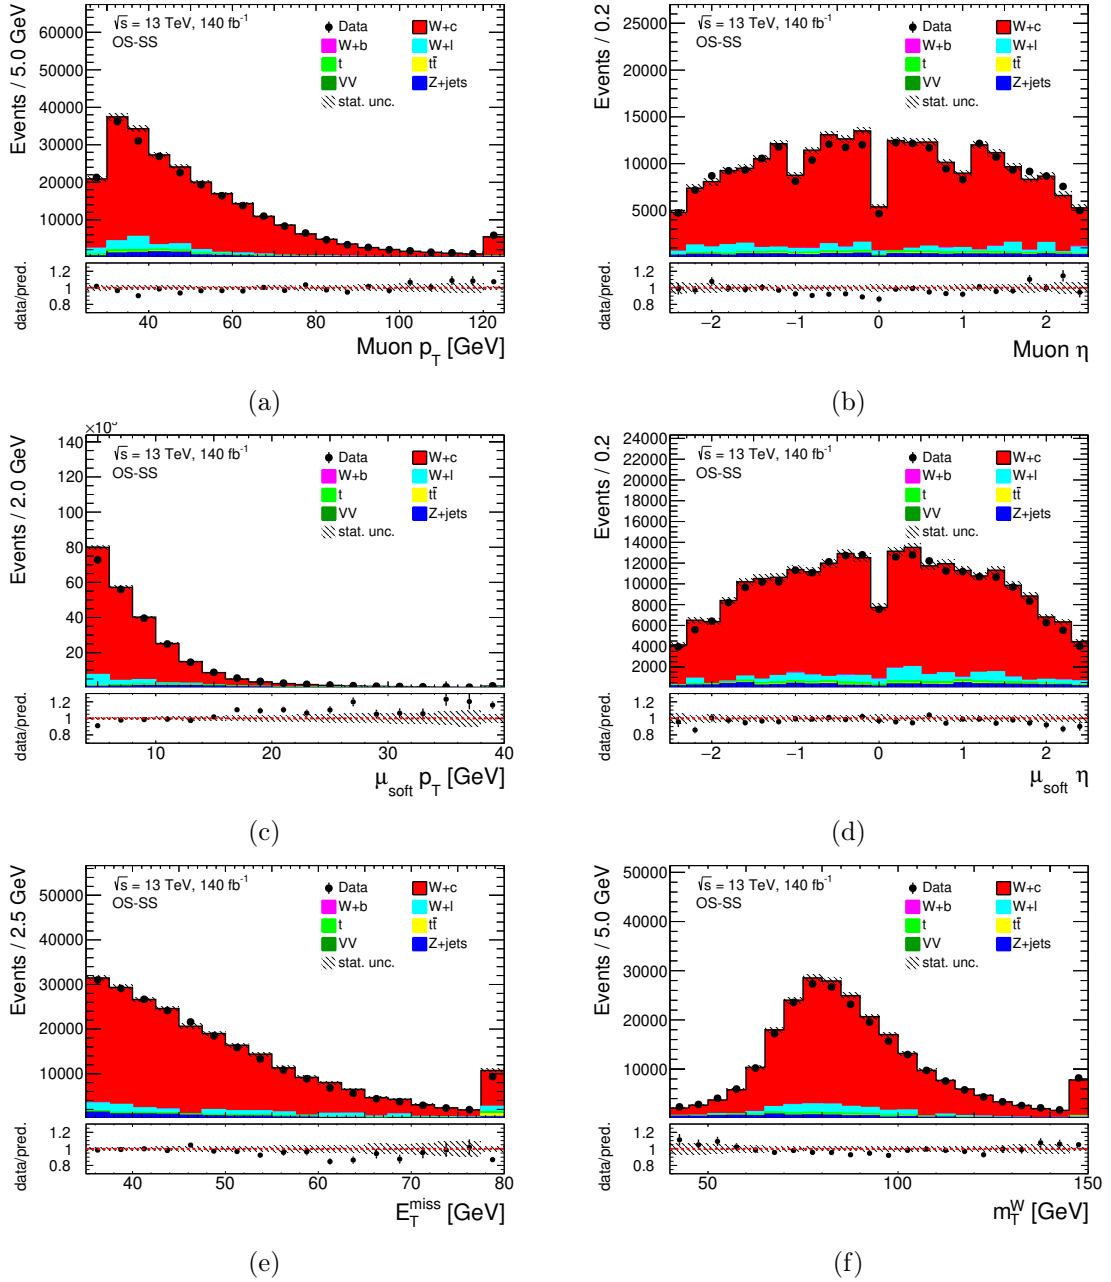 √s = 13 TeV, 140 fb⁻¹
OS-SS
Data
W+c
W+b
W+l
t
tt̄
VV
Z+jets
stat. unc.
Events / 5.0 GeV
60000
50000
40000
30000
20000
10000
data/pred.
1.2
1
0.8
40 60 80 100 120
Muon p_T [GeV]
(a)
√s = 13 TeV, 140 fb⁻¹
OS-SS
Data
W+c
W+b
W+l
t
tt̄
VV
Z+jets
stat. unc.
Events / 0.2
25000
20000
15000
10000
5000
data/pred.
1.2
1
0.8
−2 −1 0 1 2
Muon η
(b)
√s = 13 TeV, 140 fb⁻¹
OS-SS
Data
W+c
W+b
W+l
t
tt̄
VV
Z+jets
stat. unc.
Events / 2.0 GeV
140
120
100
80
60
40
20
data/pred.
1.2
1
0.8
10 20 30 40
μ_soft p_T [GeV]
(c)
√s = 13 TeV, 140 fb⁻¹
OS-SS
Data
W+c
W+b
W+l
t
tt̄
VV
Z+jets
stat. unc.
Events / 0.2
24000
22000
20000
18000
16000
14000
12000
10000
8000
6000
4000
2000
data/pred.
1.2
1
0.8
−2 −1 0 1 2
μ_soft η
(d)
√s = 13 TeV, 140 fb⁻¹
OS-SS
Data
W+c
W+b
W+l
t
tt̄
VV
Z+jets
stat. unc.
Events / 2.5 GeV
50000
40000
30000
20000
10000
data/pred.
1.2
1
0.8
40 50 60 70 80
E_T^miss [GeV]
(e)
√s = 13 TeV, 140 fb⁻¹
OS-SS
Data
W+c
W+b
W+l
t
tt̄
VV
Z+jets
stat. unc.
Events / 5.0 GeV
50000
40000
30000
20000
10000
data/pred.
1.2
1
0.8
50 100 150
m_T^W [GeV]
(f)